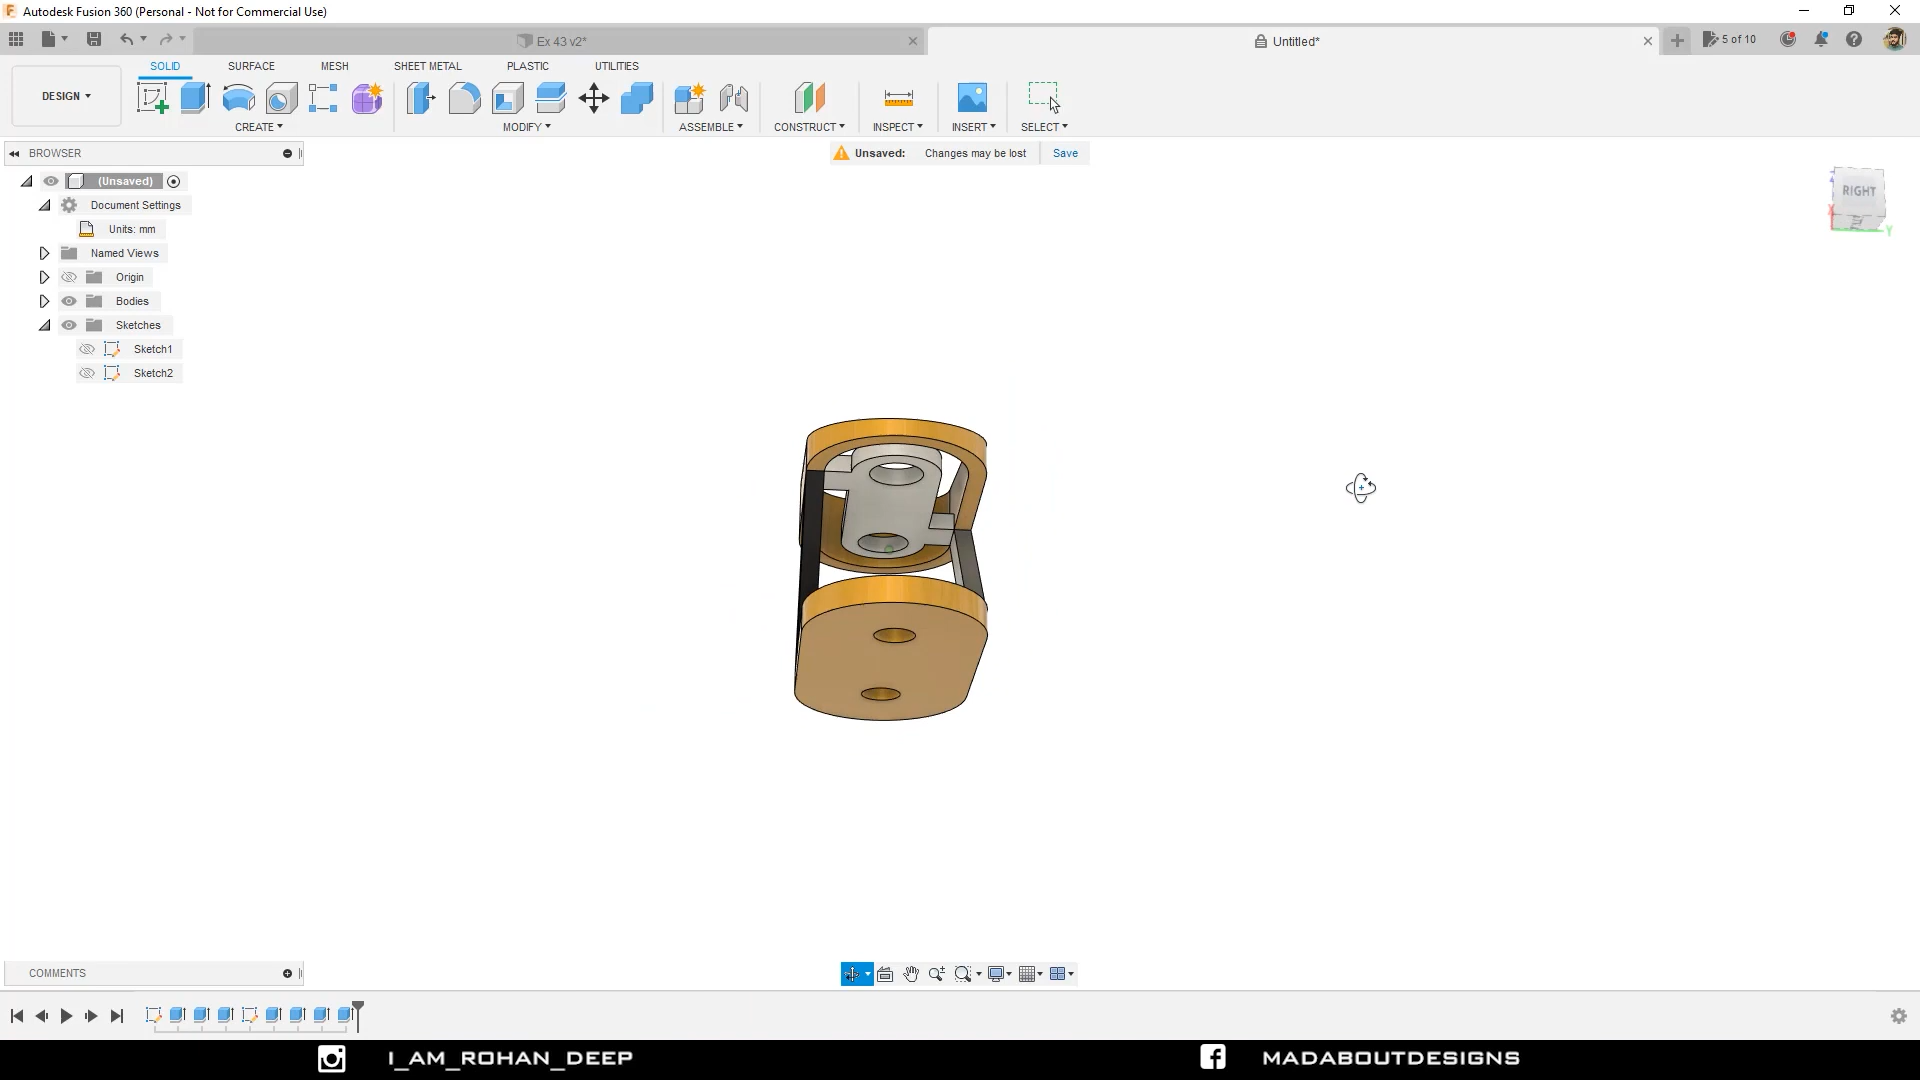 Autodesk Fusion 360 (Personal - Not for Commercial Use)
Ex 43 v2*
Untitled*
5 of 10
DESIGN
SOLID SURFACE MESH SHEET METAL PLASTIC UTILITIES
CREATE MODIFY ASSEMBLE CONSTRUCT INSPECT INSERT SELECT
BROWSER
Unsaved: Changes may be lost Save
(Unsaved)
Document Settings
Units: mm
Named Views
Origin
Bodies
Sketches
Sketch1
Sketch2
RIGHT
X
Y
COMMENTS
I_AM_ROHAN_DEEP
MADABOUTDESIGNS